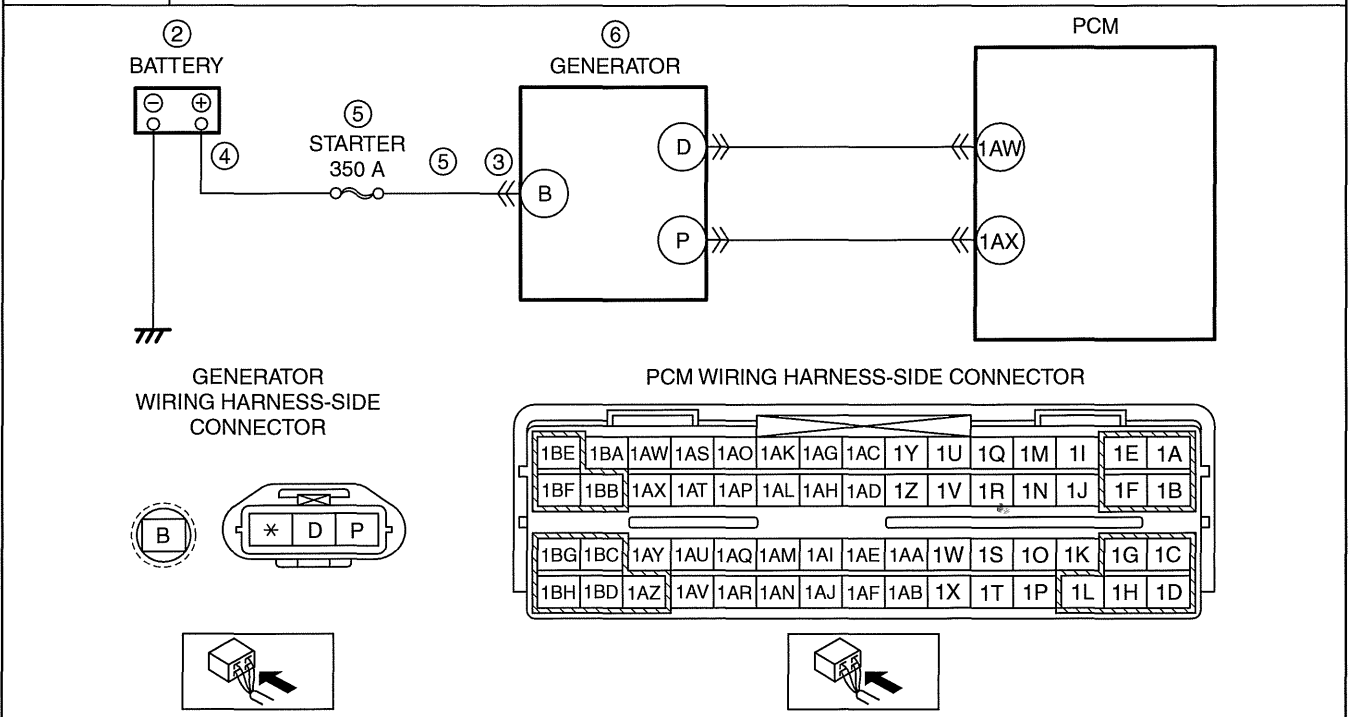 ② ⑥ PCM
BATTERY GENERATOR
− +
⑤
STARTER
350 A
④ ⑤ ③
B
D 1AW
P 1AX
GENERATOR
WIRING HARNESS-SIDE
CONNECTOR
B * D P
PCM WIRING HARNESS-SIDE CONNECTOR
1BE 1BA 1AW 1AS 1AO 1AK 1AG 1AC 1Y 1U 1Q 1M 1I 1E 1A
1BF 1BB 1AX 1AT 1AP 1AL 1AH 1AD 1Z 1V 1R 1N 1J 1F 1B
1BG 1BC 1AY 1AU 1AQ 1AM 1AI 1AE 1AA 1W 1S 1O 1K 1G 1C
1BH 1BD 1AZ 1AV 1AR 1AN 1AJ 1AF 1AB 1X 1T 1P 1L 1H 1D